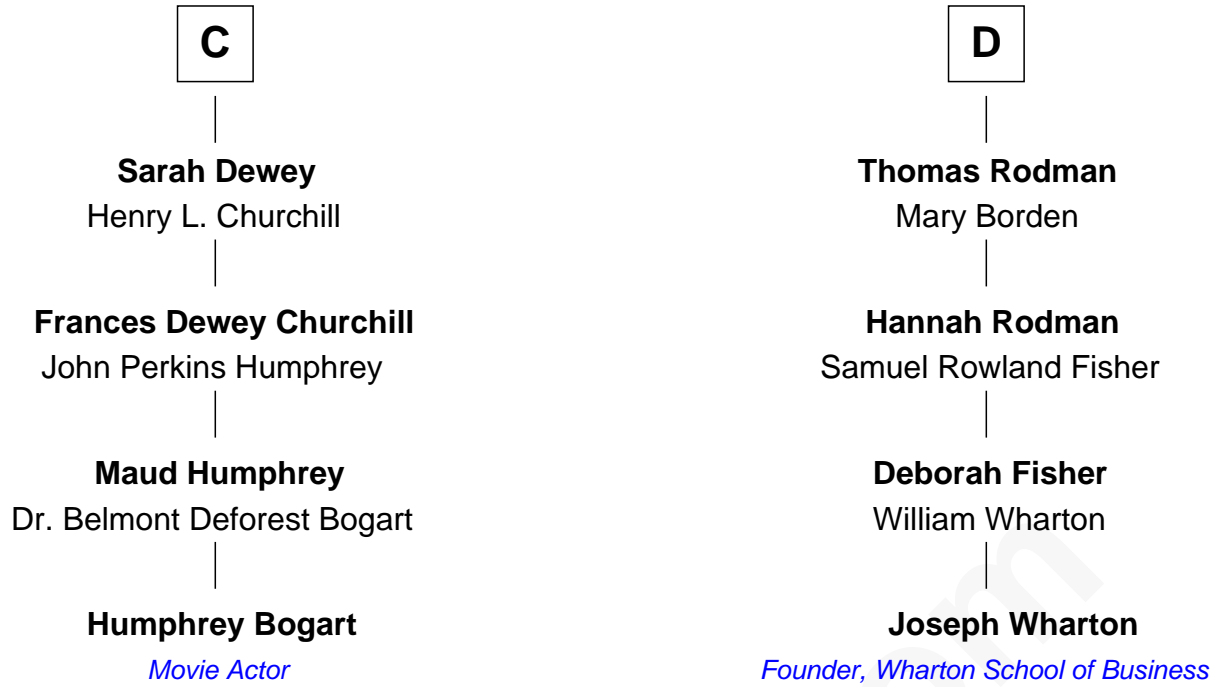 C
Sarah Dewey
Henry L. Churchill
Frances Dewey Churchill
John Perkins Humphrey
Maud Humphrey
Dr. Belmont Deforest Bogart
Humphrey Bogart
Movie Actor
D
Thomas Rodman
Mary Borden
Hannah Rodman
Samuel Rowland Fisher
Deborah Fisher
William Wharton
Joseph Wharton
Founder, Wharton School of Business
om